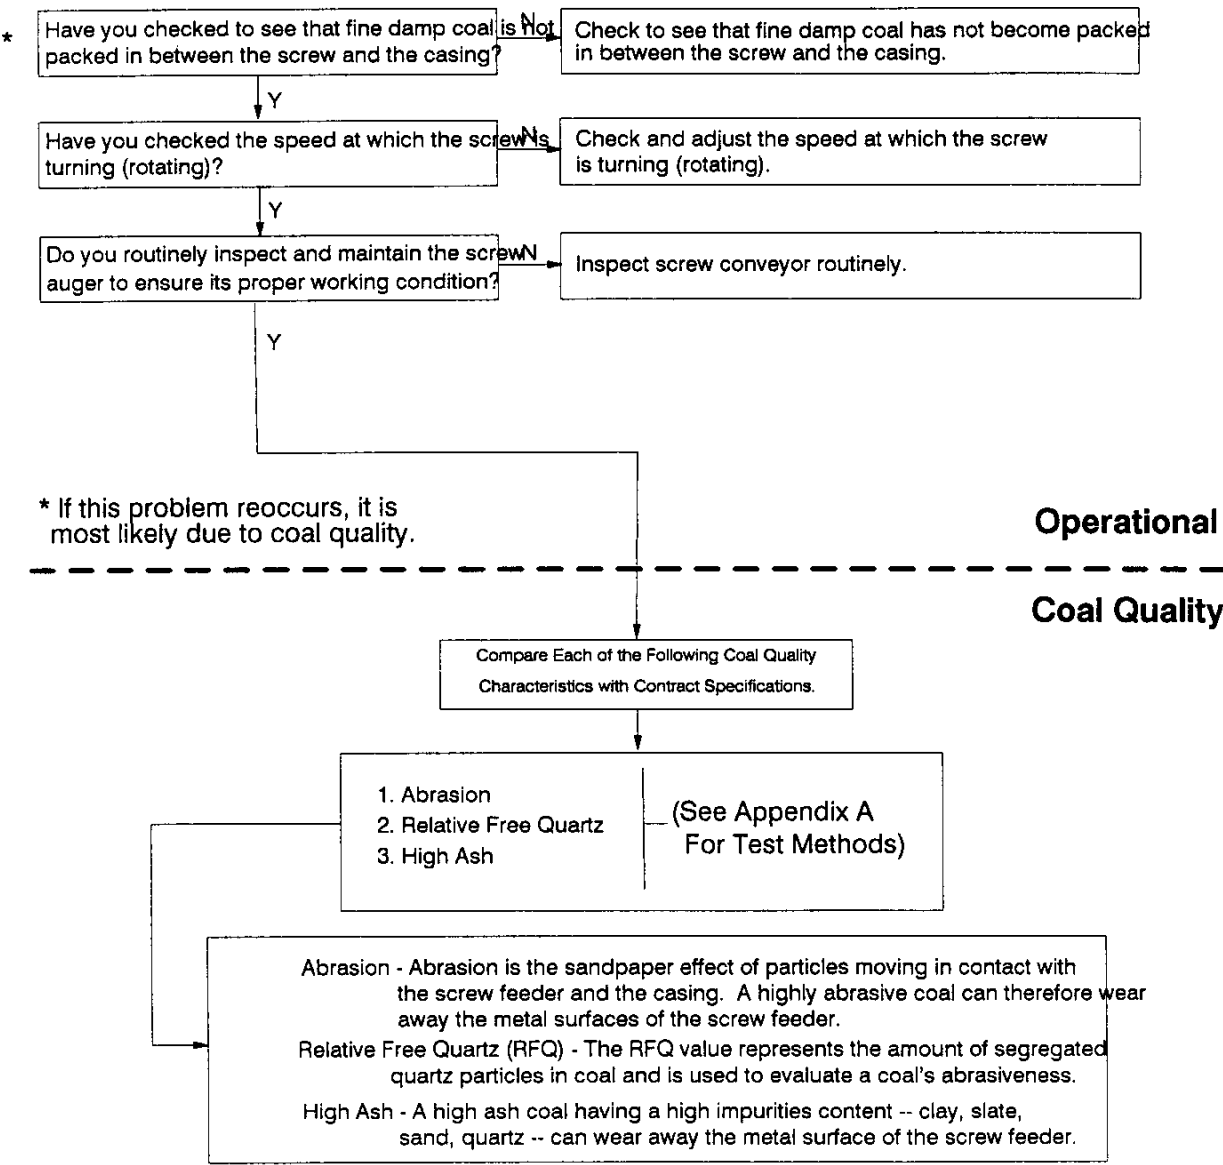 * Have you checked to see that fine damp coal is Not
packed in between the screw and the casing?
N
Check to see that fine damp coal has not become packed
in between the screw and the casing.
Y
Have you checked the speed at which the screw is
turning (rotating)?
N
Check and adjust the speed at which the screw
is turning (rotating).
Y
Do you routinely inspect and maintain the screw
auger to ensure its proper working condition?
N
Inspect screw conveyor routinely.
Y
* If this problem reoccurs, it is
most likely due to coal quality.
Operational
Coal Quality
Compare Each of the Following Coal Quality
Characteristics with Contract Specifications.
1. Abrasion
2. Relative Free Quartz
3. High Ash
(See Appendix A
For Test Methods)
Abrasion - Abrasion is the sandpaper effect of particles moving in contact with
the screw feeder and the casing. A highly abrasive coal can therefore wear
away the metal surfaces of the screw feeder.
Relative Free Quartz (RFQ) - The RFQ value represents the amount of segregated
quartz particles in coal and is used to evaluate a coal's abrasiveness.
High Ash - A high ash coal having a high impurities content -- clay, slate,
sand, quartz -- can wear away the metal surface of the screw feeder.